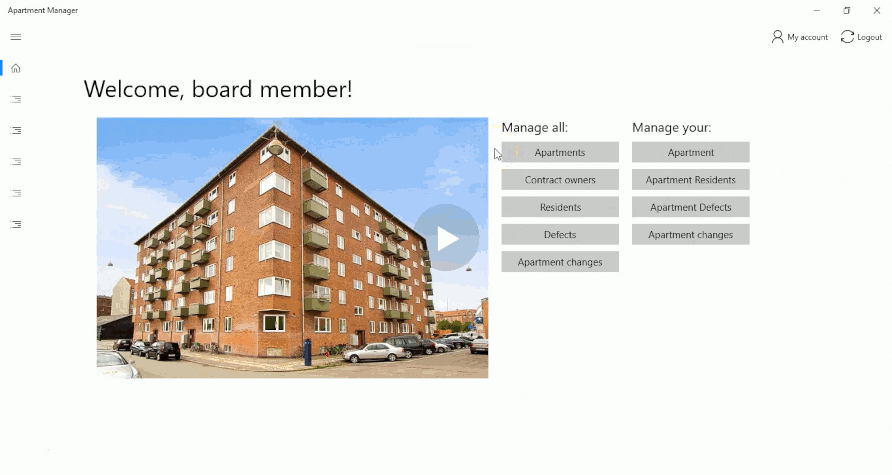 Apartment Manager
My account
Logout
Welcome, board member!
Manage all:
Apartments
Contract owners
Residents
Defects
Apartment changes
Manage your:
Apartment
Apartment Residents
Apartment Defects
Apartment changes